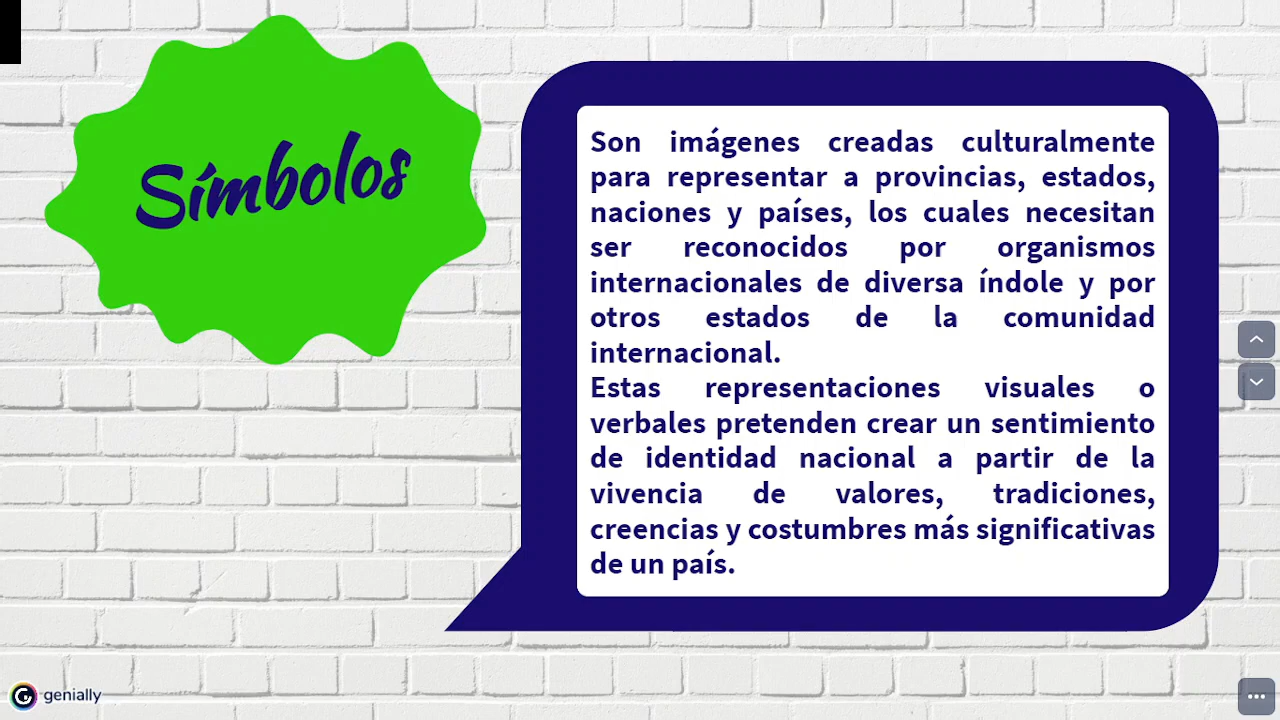 Símbolos
Son imágenes creadas culturalmente
para representar a provincias, estados,
naciones y países, los cuales necesitan
ser reconocidos por organismos
internacionales de diversa índole y por
otros estados de la comunidad
internacional.
Estas representaciones visuales o
verbales pretenden crear un sentimiento
de identidad nacional a partir de la
vivencia de valores, tradiciones,
creencias y costumbres más significativas
de un país.
genially